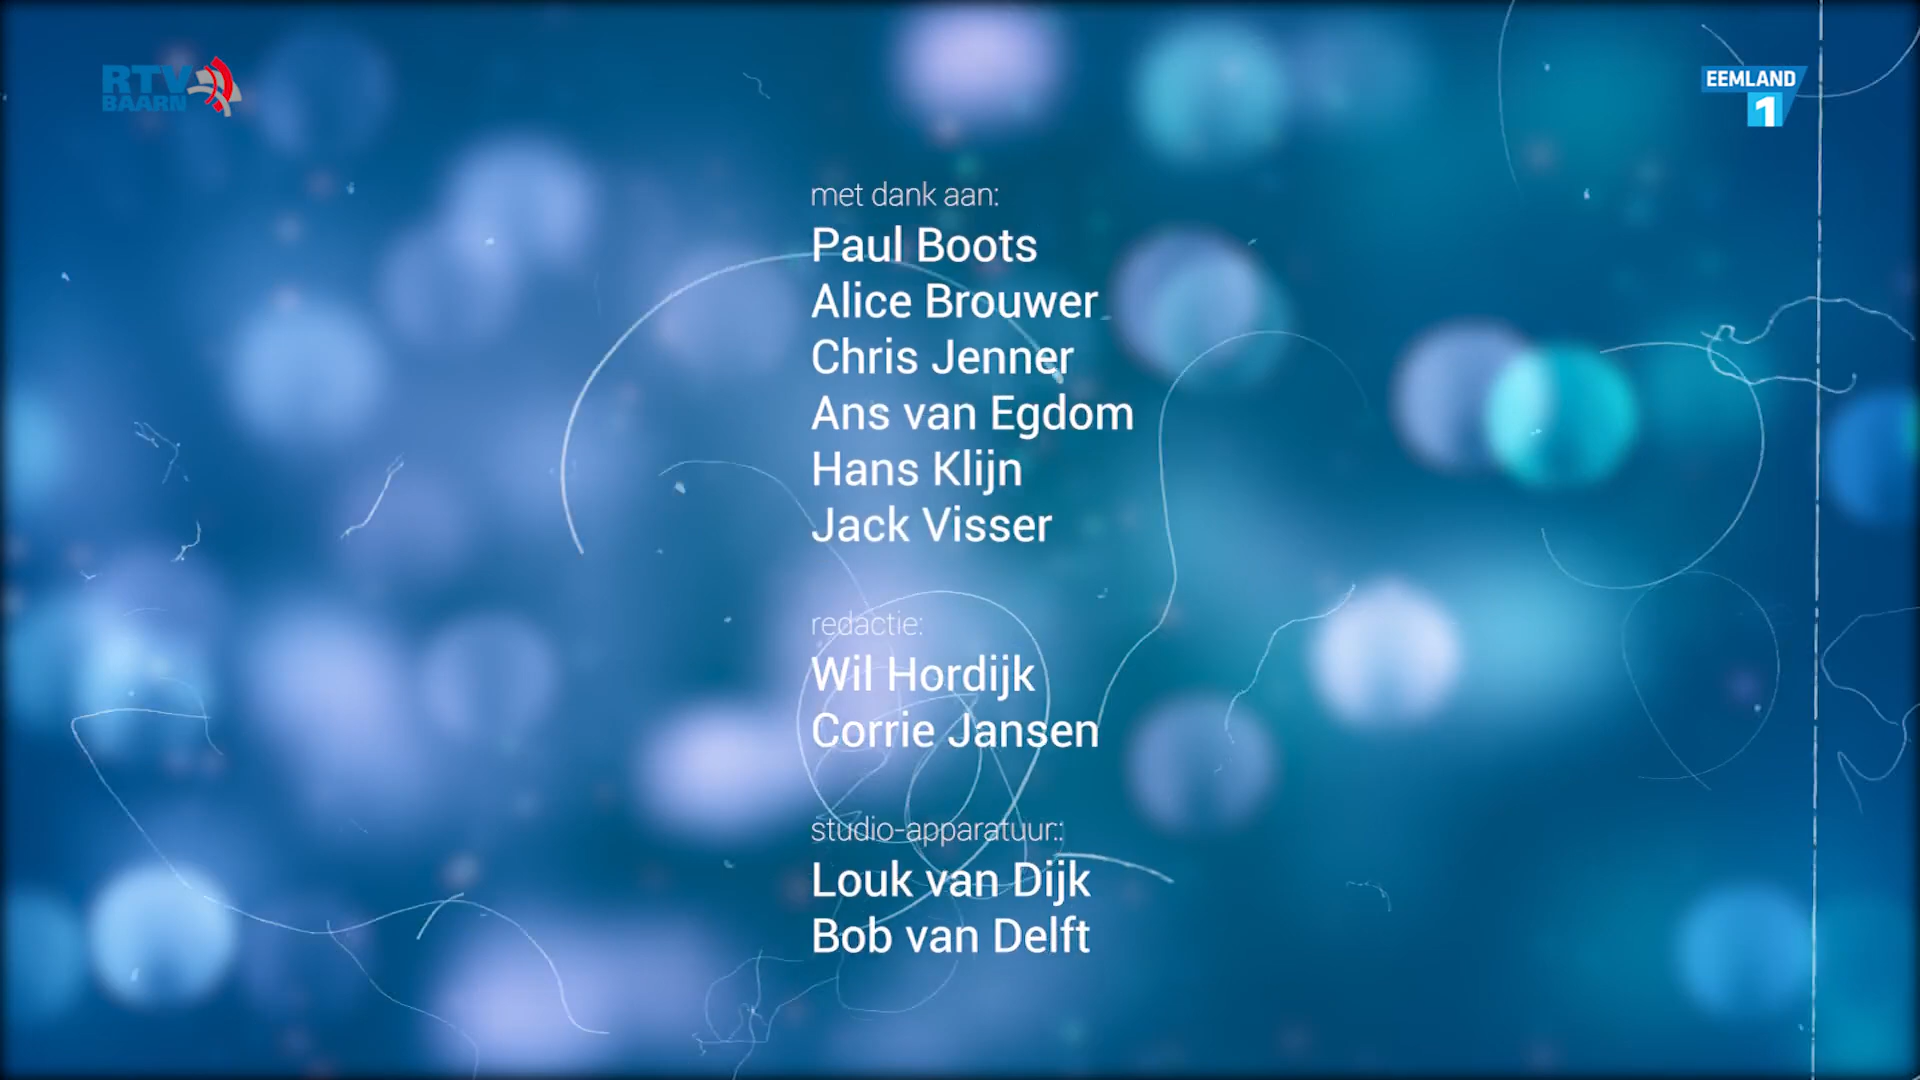 RTV
BAARN
EEMLAND
1
met dank aan:
Paul Boots
Alice Brouwer
Chris Jenner
Ans van Egdom
Hans Klijn
Jack Visser
redactie:
Wil Hordijk
Corrie Jansen
studio-apparatuur::
Louk van Dijk
Bob van Delft